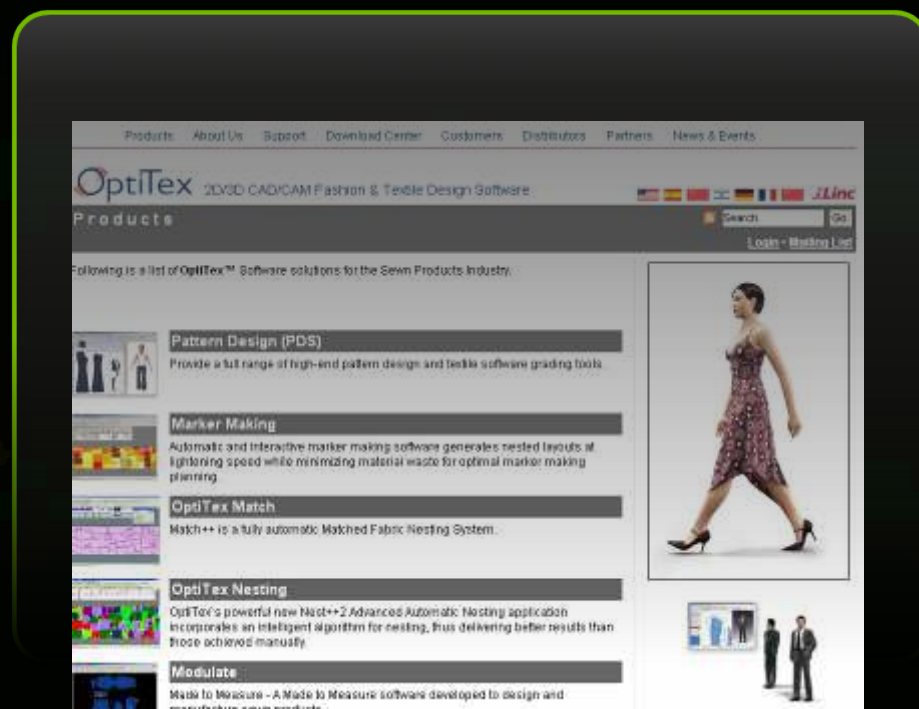 Products About Us Support Download Center Customers Distributors Partners News & Events
OptiTex 2D/3D CAD/CAM Fashion & Textile Design Software
iLinc
Products
Search Go
Login • Mailing List
Following is a list of OptiTex™ Software solutions for the Sewn Products Industry.
Pattern Design (PDS)
Provide a full range of high-end pattern design and textile software grading tools.
Marker Making
Automatic and Interactive marker making software generates nested layouts at
lightening speed while minimizing material waste for optimal marker making
planning.
OptiTex Match
Match++ is a fully automatic Matched Fabric Nesting System.
OptiTex Nesting
OptiTex's powerful new Nest++2 Advanced Automatic Nesting application
incorporates an intelligent algorithm for nesting, thus delivering better results than
those achieved manually.
Modulate
Made to Measure - A Made to Measure software developed to design and
manufacture sewn products.